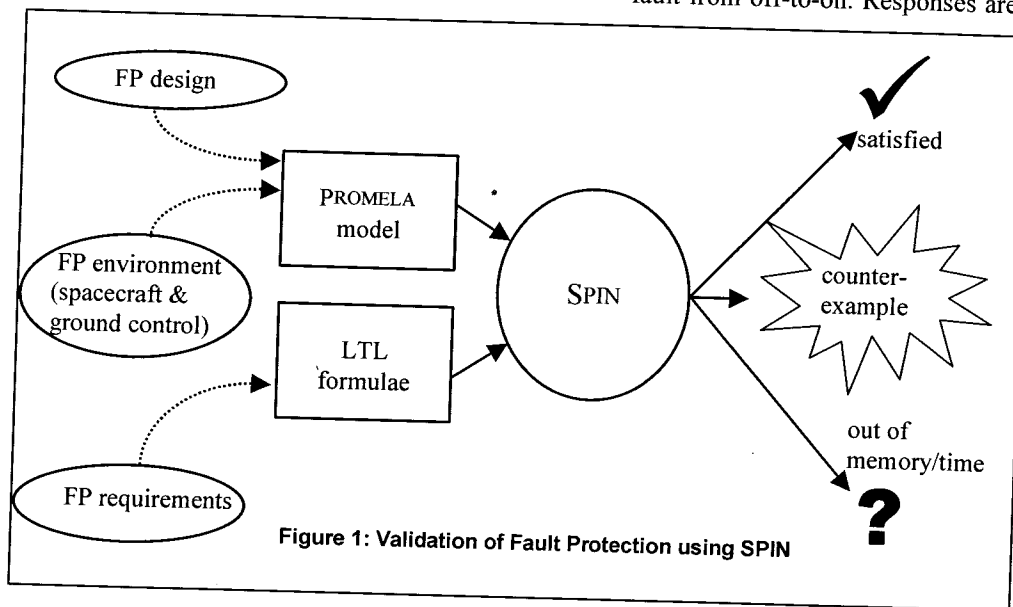 fault from off-to-on. Responses are
FP design
PROMELA
model
FP environment
(spacecraft &
ground control)
LTL
formulae
FP requirements
SPIN
satisfied
counter-
example
out of
memory/time
?
Figure 1: Validation of Fault Protection using SPIN